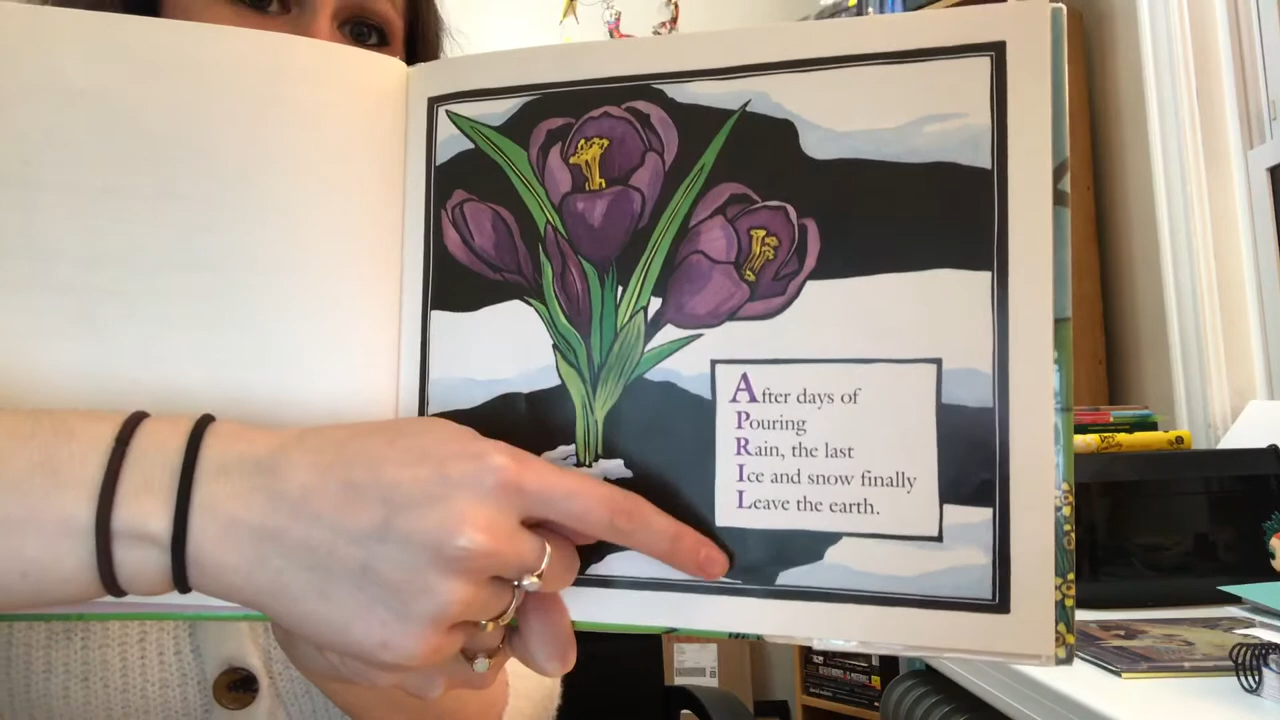 After days of
Pouring
Rain, the last
Ice and snow finally
Leave the earth.